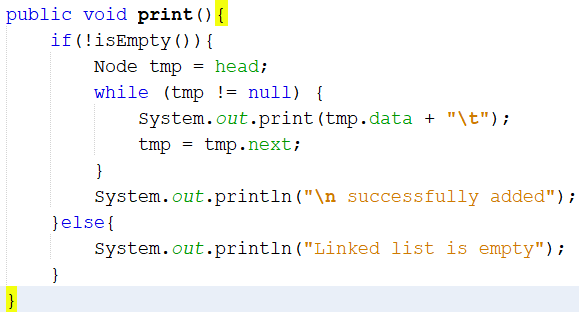 public void print(){
    if(!isEmpty()){
        Node tmp = head;
        while (tmp != null) {
            System.out.print(tmp.data + "\t");
            tmp = tmp.next;
        }
        System.out.println("\n successfully added");
    }else{
        System.out.println("Linked list is empty");
    }
}